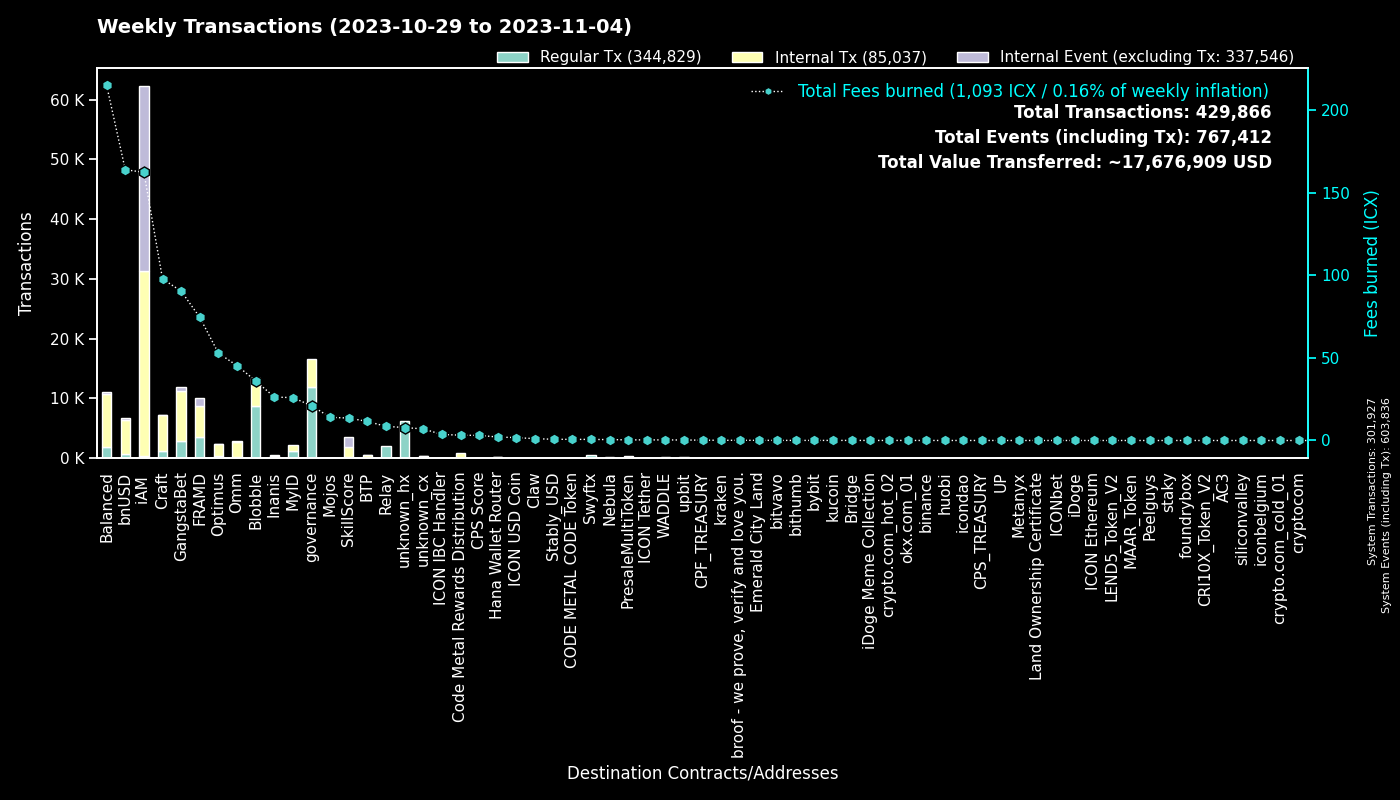 Weekly Transactions (2023-10-29 to 2023-11-04)
Regular Tx (344,829)
Internal Tx (85,037)
Internal Event (excluding Tx: 337,546)
Total Fees burned (1,093 ICX / 0.16% of weekly inflation)
Total Transactions: 429,866
Total Events (including Tx): 767,412
Total Value Transferred: ~17,676,909 USD
Transactions
60 K
50 K
40 K
30 K
20 K
10 K
0 K
200
150
100
50
0
Fees burned (ICX)
System Transactions: 301,927
System Events (including Tx): 603,836
Balanced
bnUSD
iAM
Craft
GangstaBet
FRAMD
Optimus
Omm
Blobble
Inanis
MyID
governance
Mojos
SkillScore
BTP
Relay
unknown_hx
unknown_cx
ICON IBC Handler
Code Metal Rewards Distribution
CPS Score
Hana Wallet Router
ICON USD Coin
Claw
Stably_USD
CODE METAL CODE Token
Swyftx
Nebula
PresaleMultiToken
ICON Tether
WADDLE
upbit
CPF_TREASURY
kraken
broof - we prove, verify and love you.
Emerald City Land
bitvavo
bithumb
bybit
kucoin
Bridge
iDoge Meme Collection
crypto.com_hot_02
okx.com_01
binance
huobi
icondao
CPS_TREASURY
UP
Metanyx
Land Ownership Certificate
ICONbet
iDoge
ICON Ethereum
LEND5_Token_V2
MAAR_Token
Peelguys
staky
foundrybox
CRI10X_Token_V2
AC3
siliconvalley
iconbelgium
crypto.com_cold_01
cryptocom
Destination Contracts/Addresses